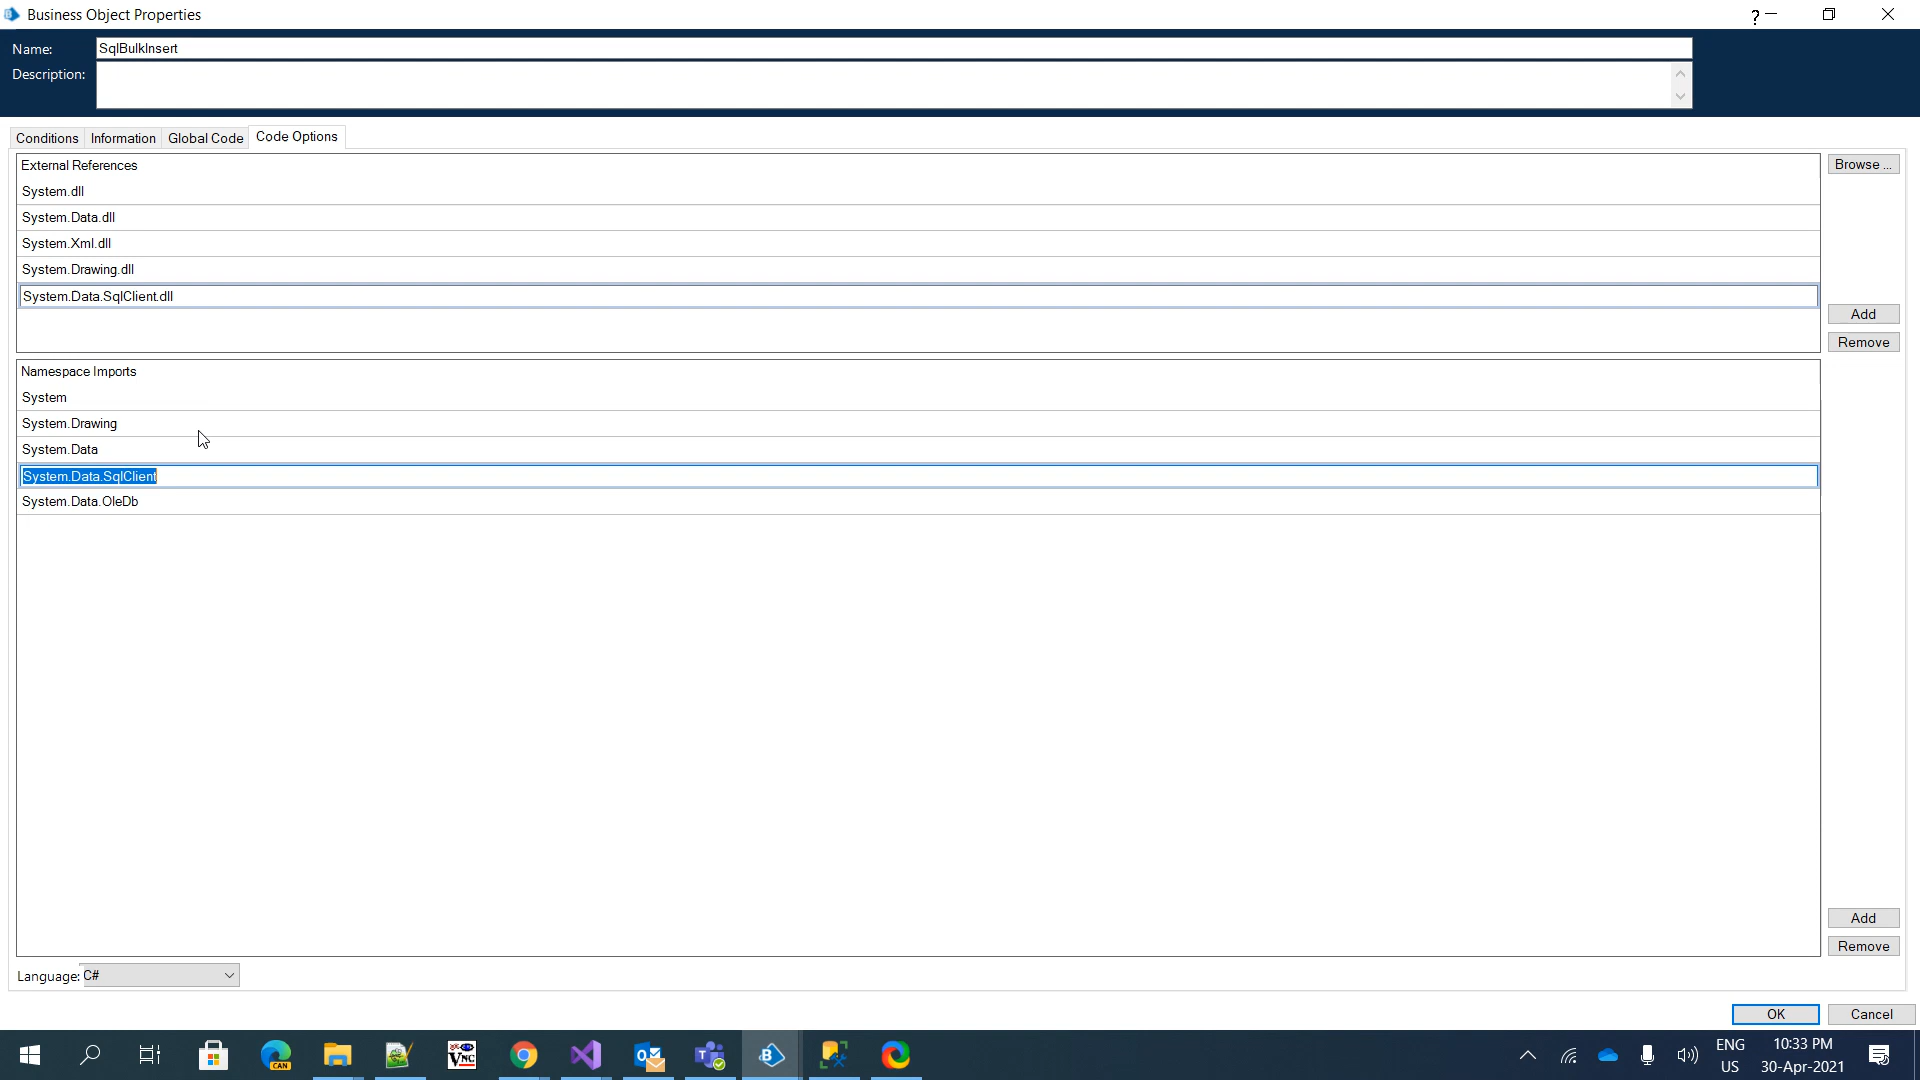 Business Object Properties
?
Name:
SqlBulkInsert
Description:
Conditions
Information
Global Code
Code Options
External References
Browse ...
System.dll
System.Data.dll
System.Xml.dll
System.Drawing.dll
System.Data.SqlClient.dll
Add
Remove
Namespace Imports
System
System.Drawing
System.Data
System.Data.SqlClient
System.Data.OleDb
Add
Remove
Language: C#
OK
Cancel
CAN
VNC
B
ENG
US
10:33 PM
30-Apr-2021